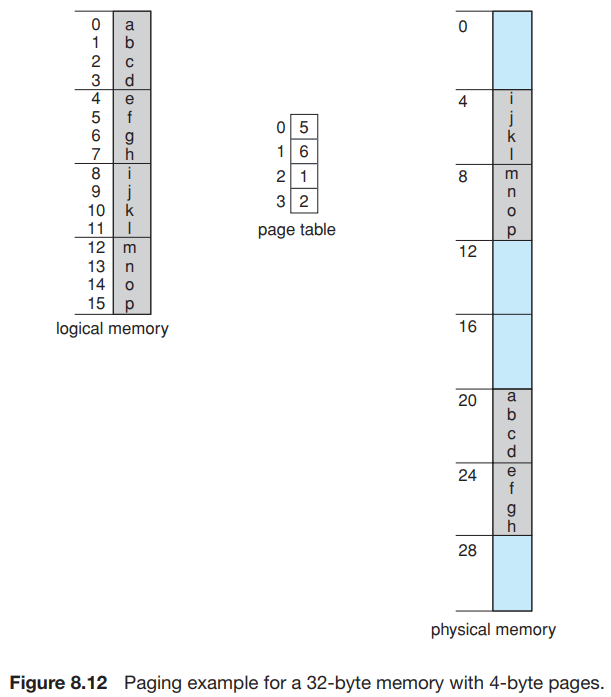 0 a
1 b
2 c
3 d
4 e
5 f
6 g
7 h
8 i
9 j
10 k
11 l
12 m
13 n
14 o
15 p
logical memory
0 5
1 6
2 1
3 2
page table
0
4 i
j
k
l
8 m
n
o
p
12
16
20 a
b
c
d
24 e
f
g
h
28
physical memory
Figure 8.12 Paging example for a 32-byte memory with 4-byte pages.